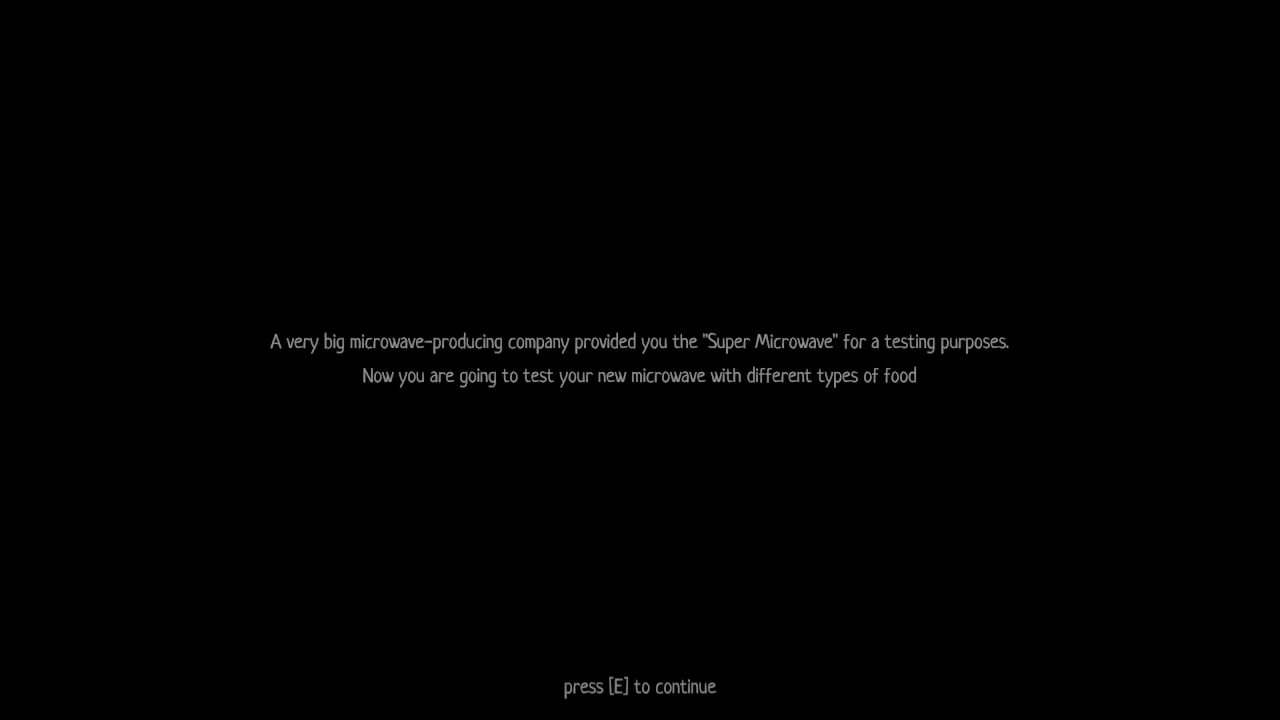 A very big microwave-producing company provided you the "Super Microwave" for a testing purposes.
Now you are going to test your new microwave with different types of food
press [E] to continue